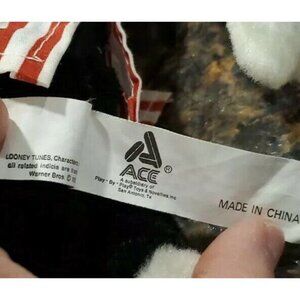 LOONEY TUNES, Characters
all related indicia are
Warner Bros. ©
ACE ®
A subsidiary of
Play - By - Play® Toys & Novelties, Inc.
San Antonio, Tx
MADE IN CHINA